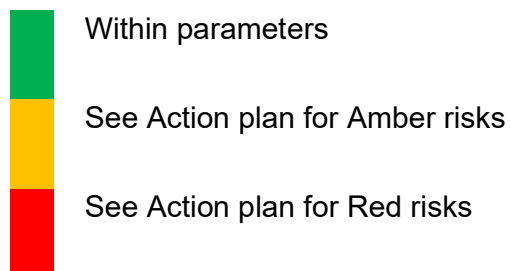 Within parameters
See Action plan for Amber risks
See Action plan for Red risks